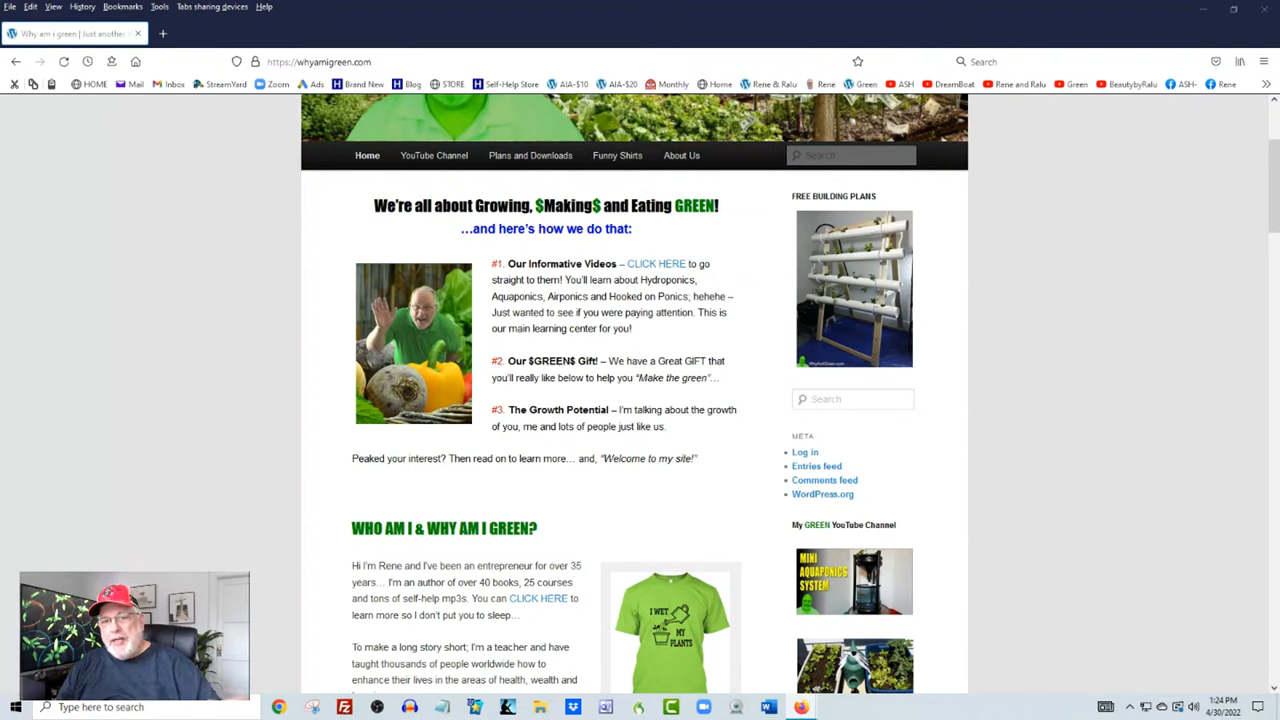 File Edit View History Bookmarks Tools Tabs sharing devices Help
Why am i green | Just another
https://whyamigreen.com
Search
HOME Mail Inbox StreamYard Zoom Ads Brand New Blog STORE Self-Help Store AIA-$10 AIA-$20 Monthly Home Rene & Ralu Rene Green ASH DreamBoat Rene and Ralu Green BeautybyRalu ASH- Rene
Home YouTube Channel Plans and Downloads Funny Shirts About Us Search
We're all about Growing, $Making$ and Eating GREEN!
…and here's how we do that:
#1. Our Informative Videos – CLICK HERE to go
straight to them! You'll learn about Hydroponics,
Aquaponics, Airponics and Hooked on Ponics, hehehe –
Just wanted to see if you were paying attention. This is
our main learning center for you!
#2. Our $GREEN$ Gift! – We have a Great GIFT that
you'll really like below to help you "Make the green"…
#3. The Growth Potential – I'm talking about the growth
of you, me and lots of people just like us.
Peaked your interest? Then read on to learn more… and, "Welcome to my site!"
WHO AM I & WHY AM I GREEN?
Hi I'm Rene and I've been an entrepreneur for over 35
years… I'm an author of over 40 books, 25 courses
and tons of self-help mp3s. You can CLICK HERE to
learn more so I don't put you to sleep…
To make a long story short; I'm a teacher and have
taught thousands of people worldwide how to
enhance their lives in the areas of health, wealth and
I WET
MY
PLANTS
FREE BUILDING PLANS
WhyAmIGreen.com
Search
META
Log in
Entries feed
Comments feed
WordPress.org
My GREEN YouTube Channel
MINI
AQUAPONICS
SYSTEM
Type here to search
1:24 PM
4/30/2022